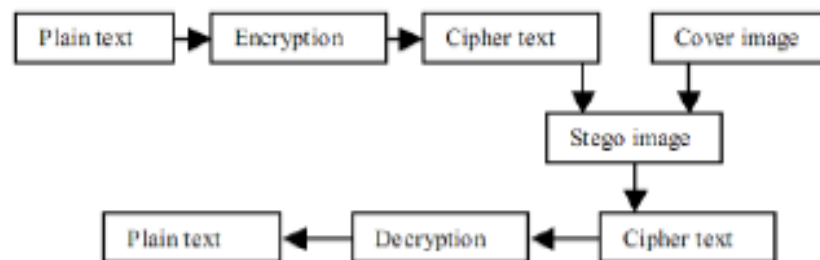 Plain text
Encryption
Cipher text
Cover image
Stego image
Plain text
Decryption
Cipher text